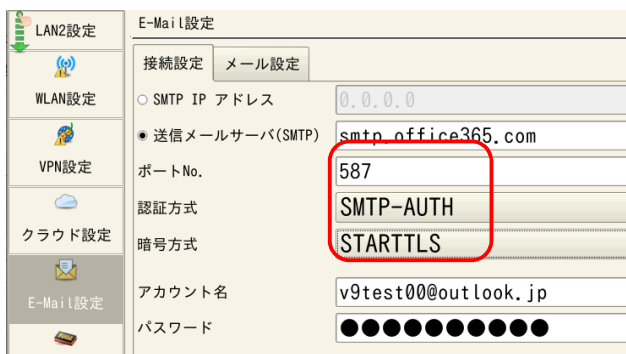 LAN2設定
WLAN設定
VPN設定
クラウド設定
E-Mail設定
E-Mail設定
接続設定 メール設定
SMTP IP アドレス 0.0.0.0
送信メールサーバ(SMTP) smtp.office365.com
ポートNo. 587
認証方式 SMTP-AUTH
暗号方式 STARTTLS
アカウント名 v9test00@outlook.jp
パスワード ●●●●●●●●●●